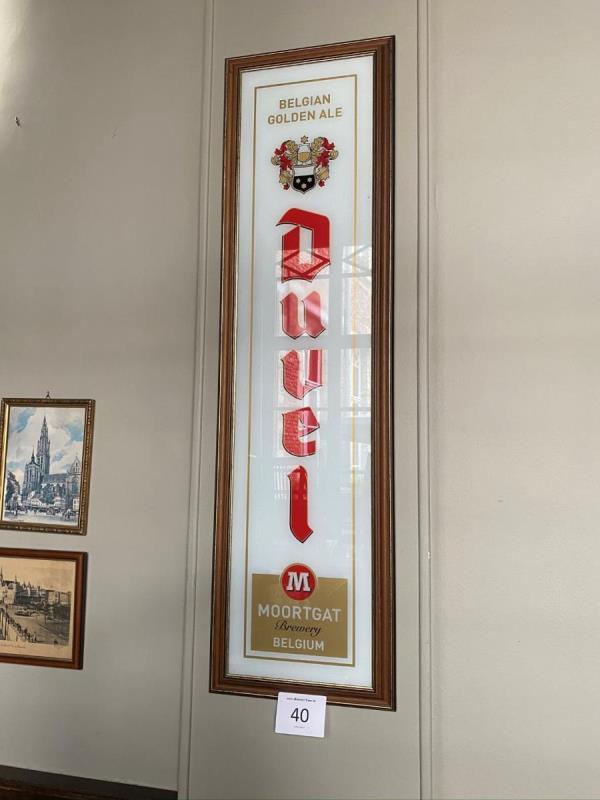 BELGIAN
GOLDEN ALE
Duvel
M
MOORTGAT
Brewery
BELGIUM
40